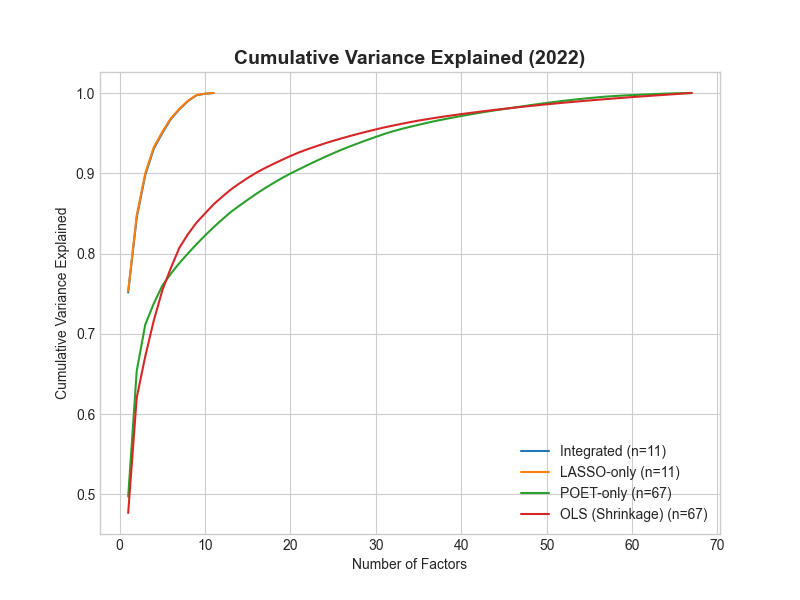 Cumulative Variance Explained (2022)
Cumulative Variance Explained
1.0
0.9
0.8
0.7
0.6
0.5
0 10 20 30 40 50 60 70
Number of Factors
Integrated (n=11)
LASSO-only (n=11)
POET-only (n=67)
OLS (Shrinkage) (n=67)